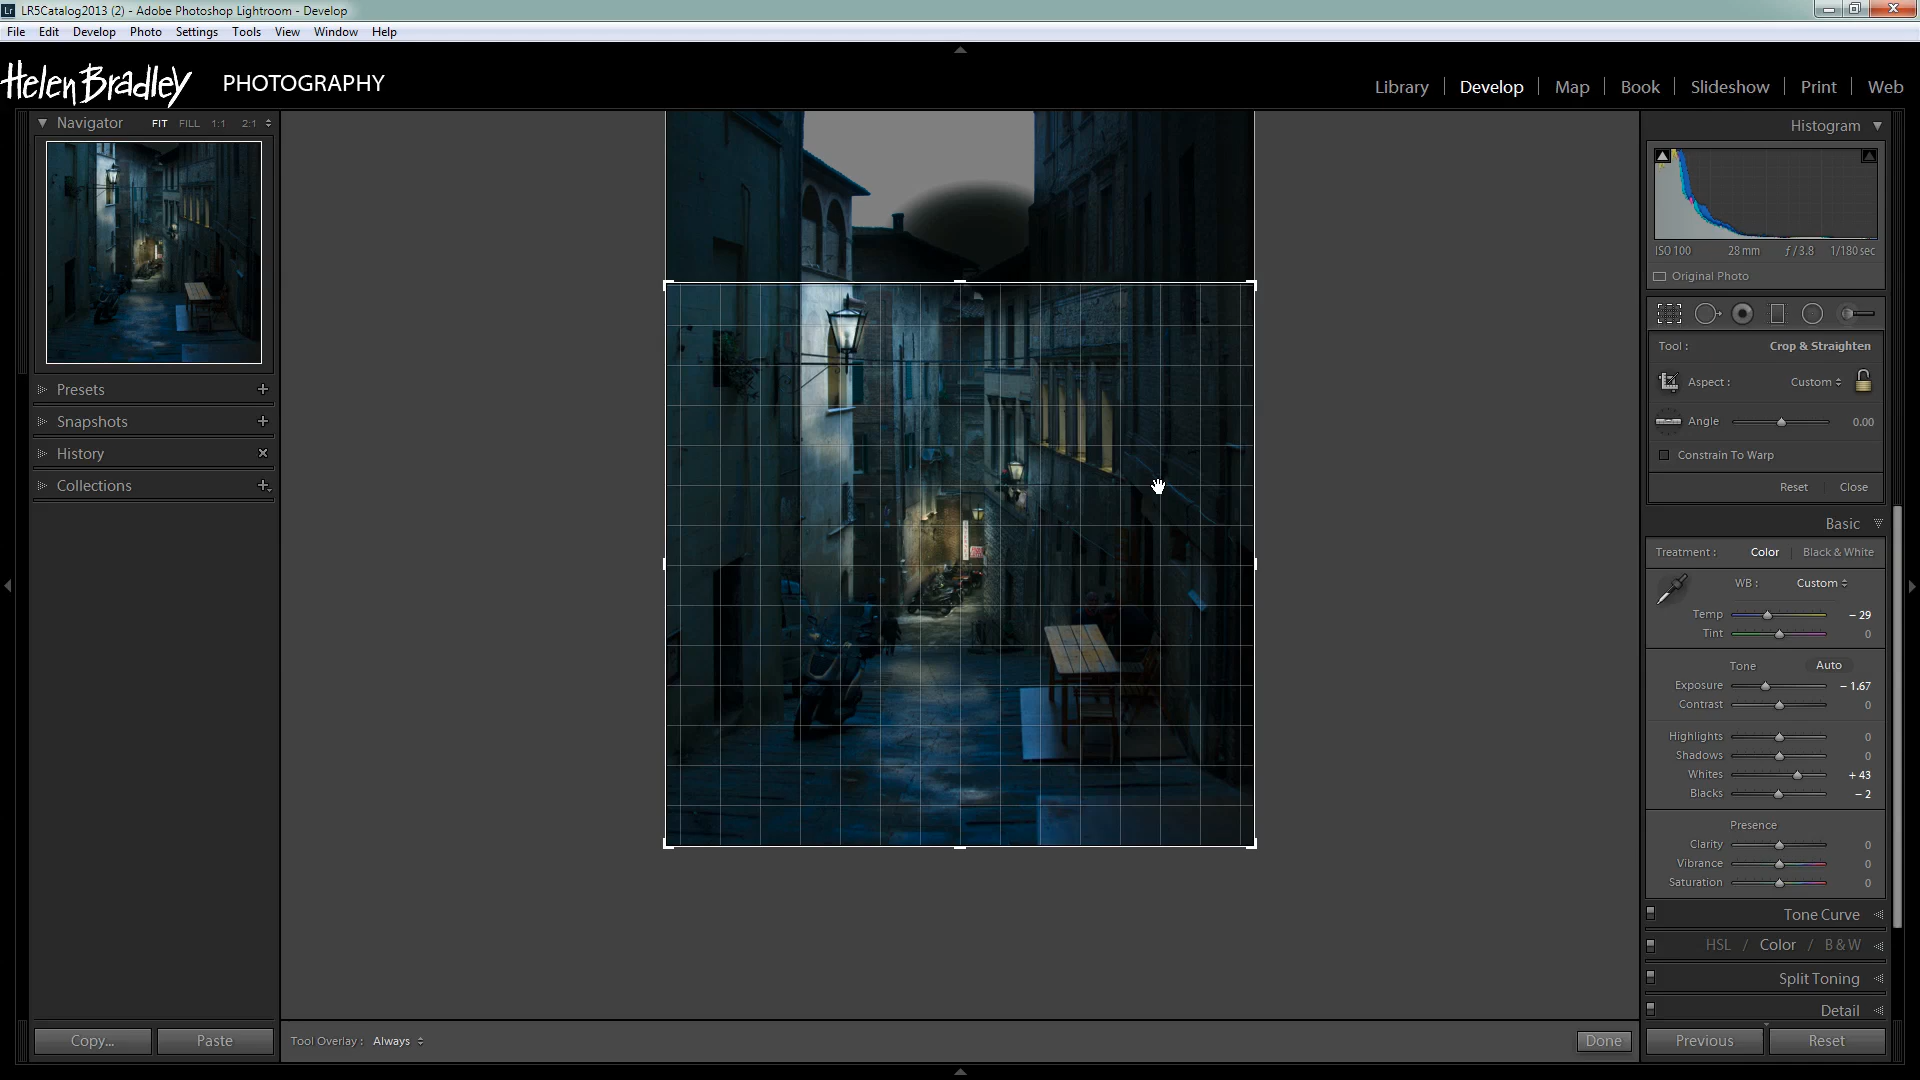 LR5Catalog2013 (2) - Adobe Photoshop Lightroom - Develop
File Edit Develop Photo Settings Tools View Window Help
Helen Bradley PHOTOGRAPHY
Library Develop Map Book Slideshow Print Web
Navigator FIT FILL 1:1 2:1
Histogram
ISO 100 28 mm ƒ / 3.8 1/180 sec
Original Photo
Tool : Crop & Straighten
Aspect : Custom
Angle 0.00
Constrain To Warp
Reset Close
Presets
Snapshots
History
Collections
Basic
Treatment : Color Black & White
WB : Custom
Temp – 29
Tint 0
Tone Auto
Exposure – 1.67
Contrast 0
Highlights 0
Shadows 0
Whites + 43
Blacks – 2
Presence
Clarity 0
Vibrance 0
Saturation 0
Tone Curve
HSL / Color / B & W
Split Toning
Detail
Copy... Paste
Tool Overlay : Always
Done
Previous Reset